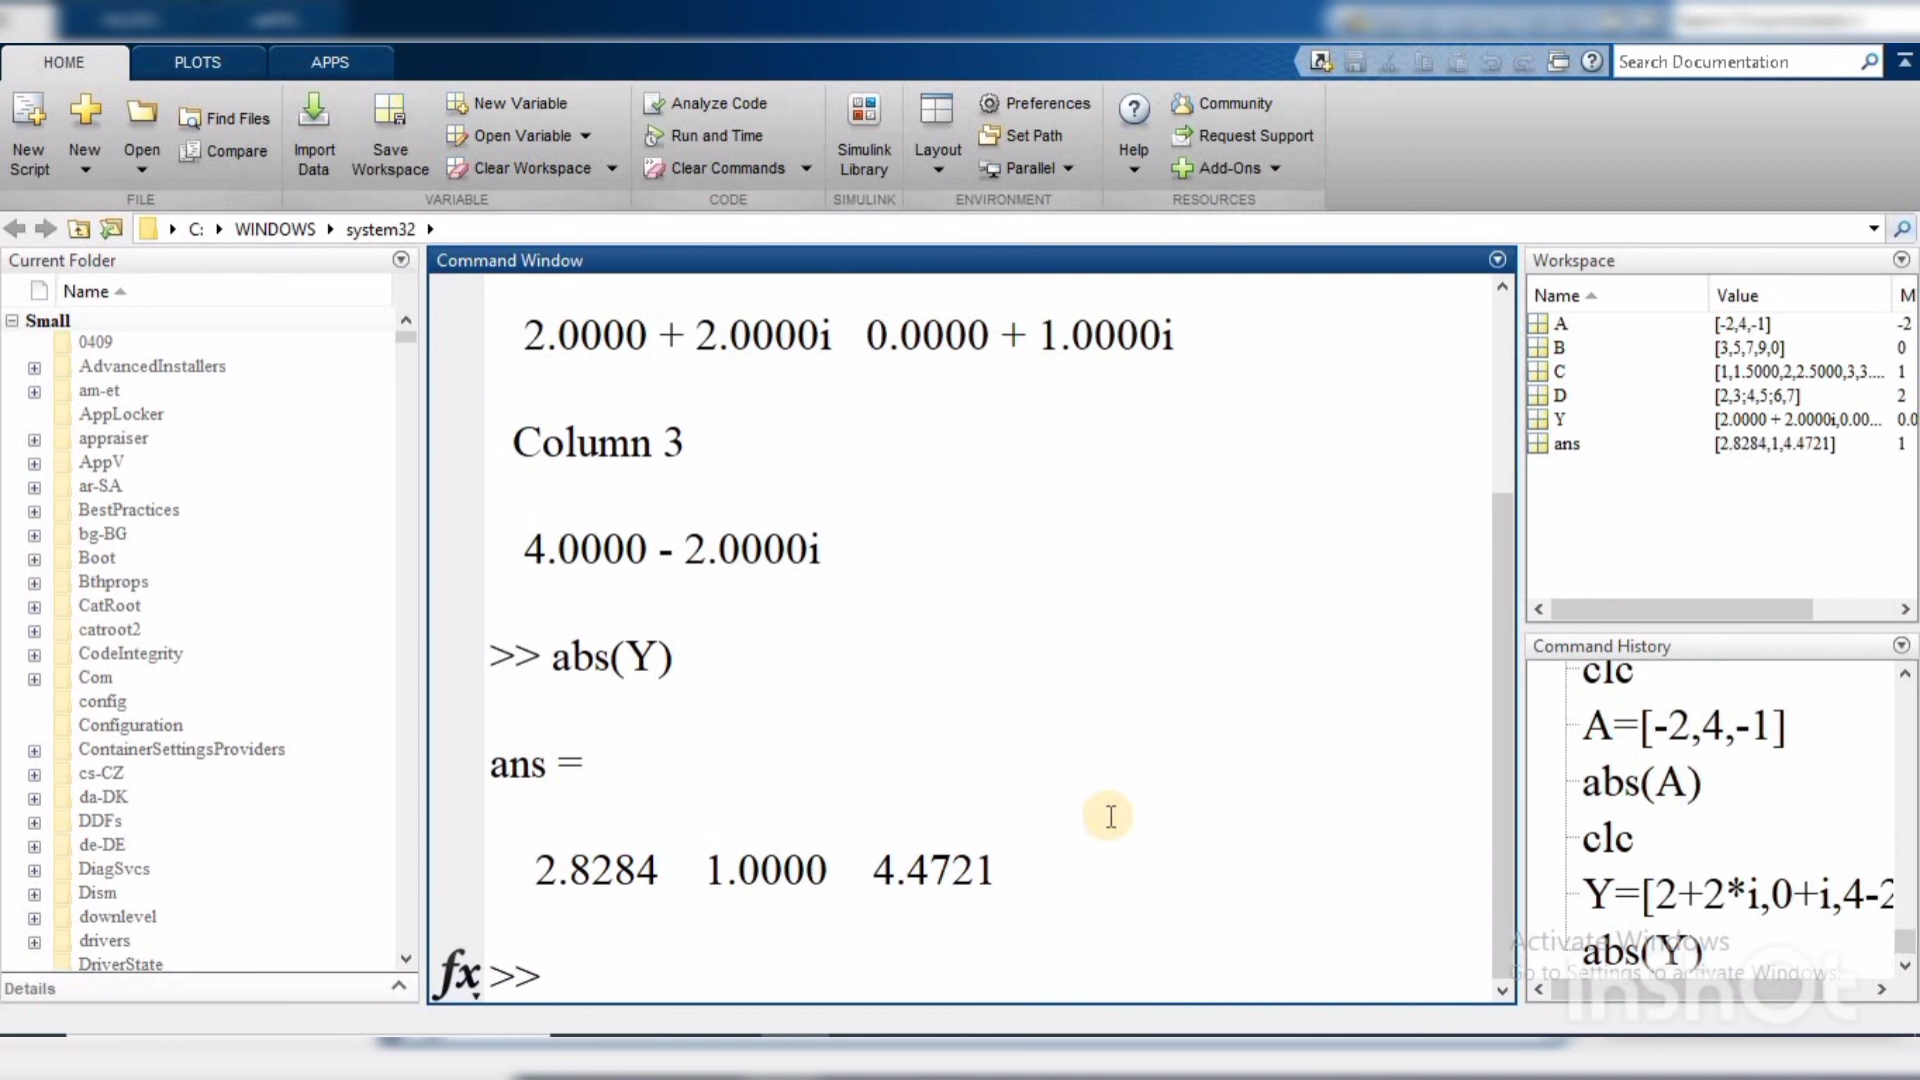 HOME PLOTS APPS
Search Documentation
New Script
New
Open
Find Files
Compare
FILE
Import Data
Save Workspace
New Variable
Open Variable
Clear Workspace
VARIABLE
Analyze Code
Run and Time
Clear Commands
CODE
Simulink Library
SIMULINK
Layout
Preferences
Set Path
Parallel
ENVIRONMENT
Help
Community
Request Support
Add-Ons
RESOURCES
C: WINDOWS system32
Current Folder
Name
Small
0409
AdvancedInstallers
am-et
AppLocker
appraiser
AppV
ar-SA
BestPractices
bg-BG
Boot
Bthprops
CatRoot
catroot2
CodeIntegrity
Com
config
Configuration
ContainerSettingsProviders
cs-CZ
da-DK
DDFs
de-DE
DiagSvcs
Dism
downlevel
drivers
DriverState
Details
Command Window
2.0000 + 2.0000i 0.0000 + 1.0000i
Column 3
4.0000 - 2.0000i
>> abs(Y)
ans =
2.8284 1.0000 4.4721
fx >>
Workspace
Name Value M
A [-2,4,-1] -2
B [3,5,7,9,0] 0
C [1,1.5000,2,2.5000,3,3.... 1
D [2,3;4,5;6,7] 2
Y [2.0000 + 2.0000i,0.00... 0.0
ans [2.8284,1,4.4721] 1
Command History
clc
A=[-2,4,-1]
abs(A)
clc
Y=[2+2*i,0+i,4-2
abs(Y)
Activate Windows
Go to Settings to activate Windows.
InShOt